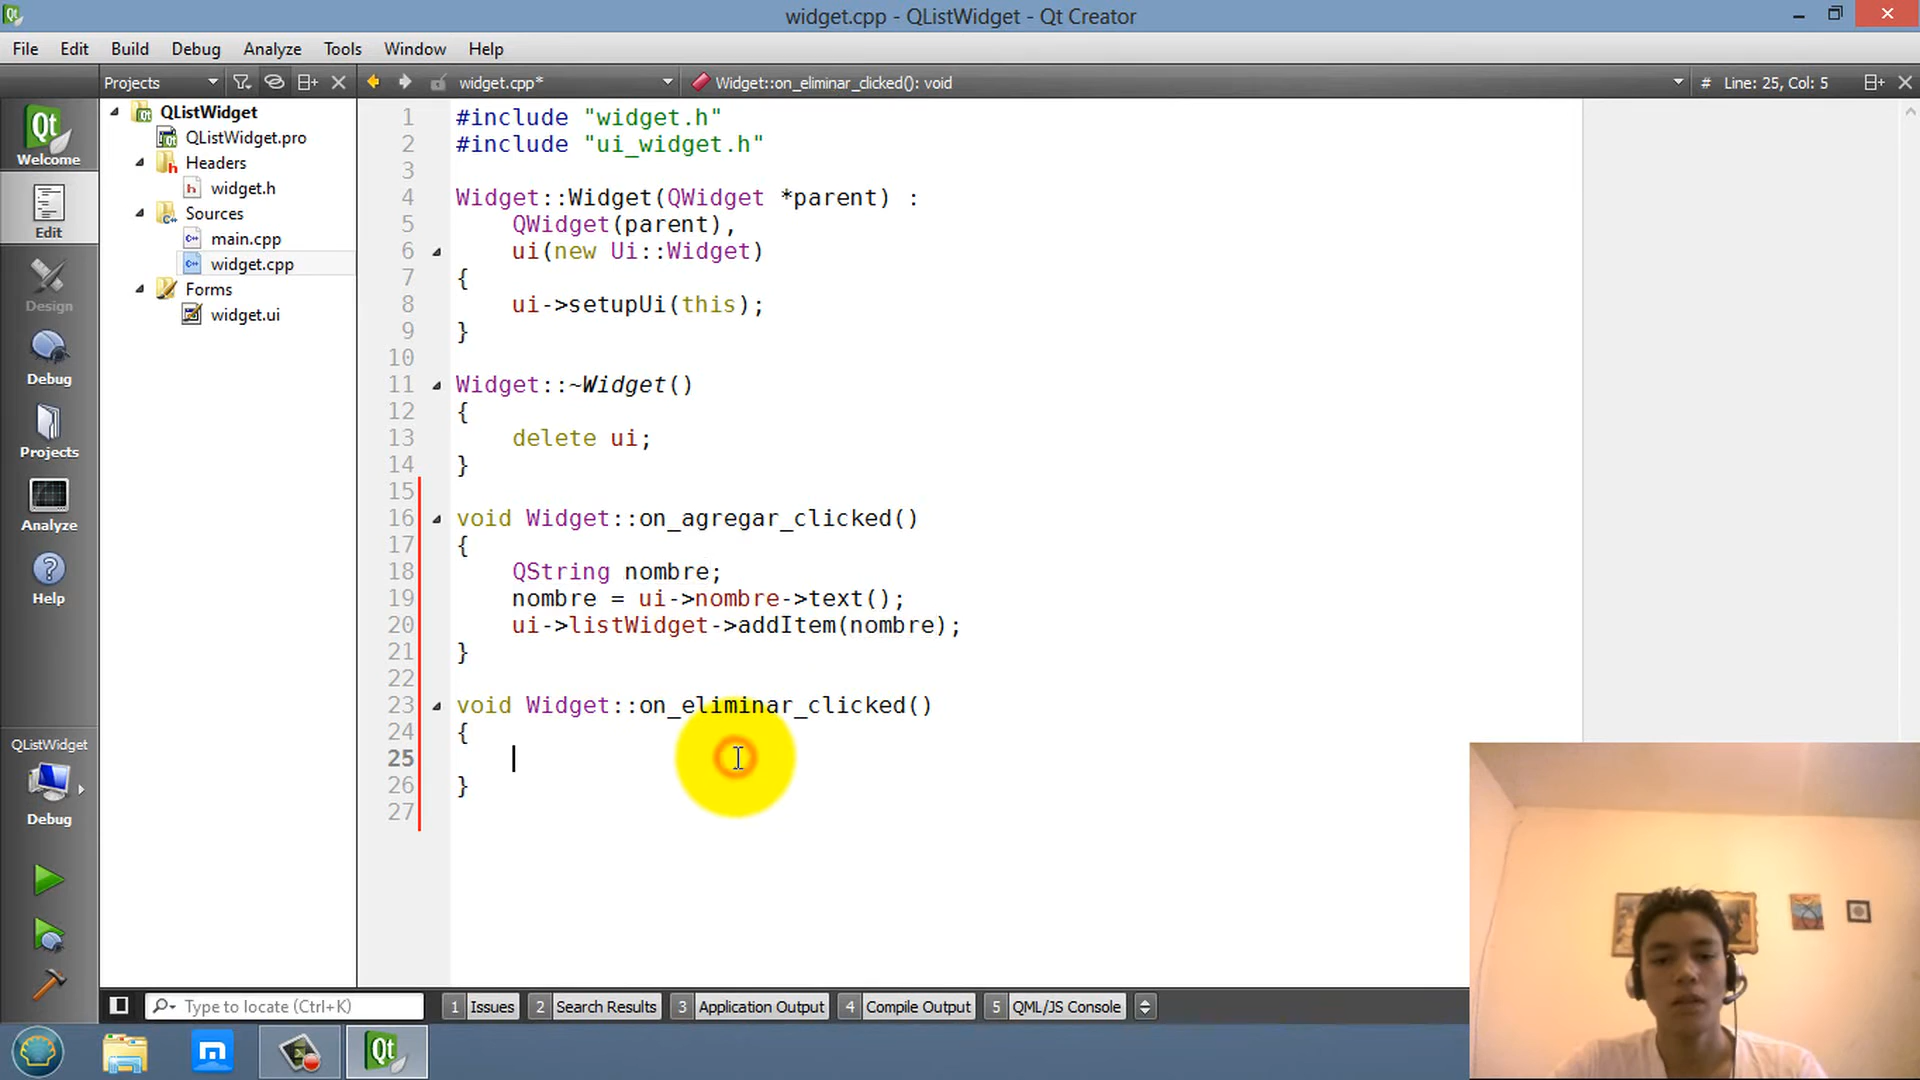 widget.cpp - QListWidget - Qt Creator
File Edit Build Debug Analyze Tools Window Help
Projects widget.cpp* Widget::on_eliminar_clicked(): void # Line: 25, Col: 5
Qt
Welcome
Edit
Design
Debug
Projects
Analyze
Help
QListWidget
Debug
QListWidget
QListWidget.pro
Headers
widget.h
Sources
main.cpp
widget.cpp
Forms
widget.ui
1 #include "widget.h"
2 #include "ui_widget.h"
3
4 Widget::Widget(QWidget *parent) :
5 QWidget(parent),
6 ui(new Ui::Widget)
7 {
8 ui->setupUi(this);
9 }
10
11 Widget::~Widget()
12 {
13 delete ui;
14 }
15
16 void Widget::on_agregar_clicked()
17 {
18 QString nombre;
19 nombre = ui->nombre->text();
20 ui->listWidget->addItem(nombre);
21 }
22
23 void Widget::on_eliminar_clicked()
24 {
25
26 }
27
Type to locate (Ctrl+K) 1 Issues 2 Search Results 3 Application Output 4 Compile Output 5 QML/JS Console
Qt